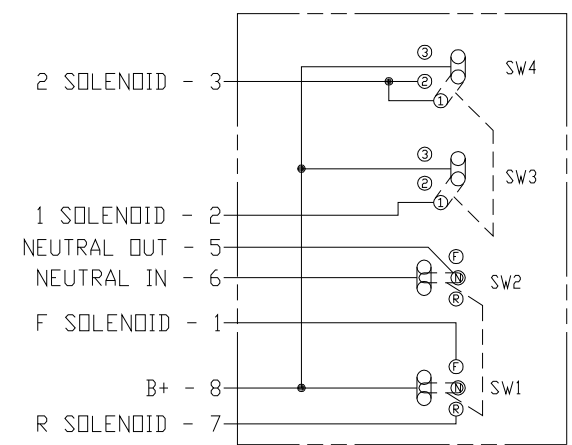 ③
SW4
2 SOLENOID - 3
②
①
③
SW3
②
①
1 SOLENOID - 2
NEUTRAL OUT - 5
F
NEUTRAL IN - 6
N
SW2
R
F SOLENOID - 1
F
B+ - 8
N
SW1
R
R SOLENOID - 7